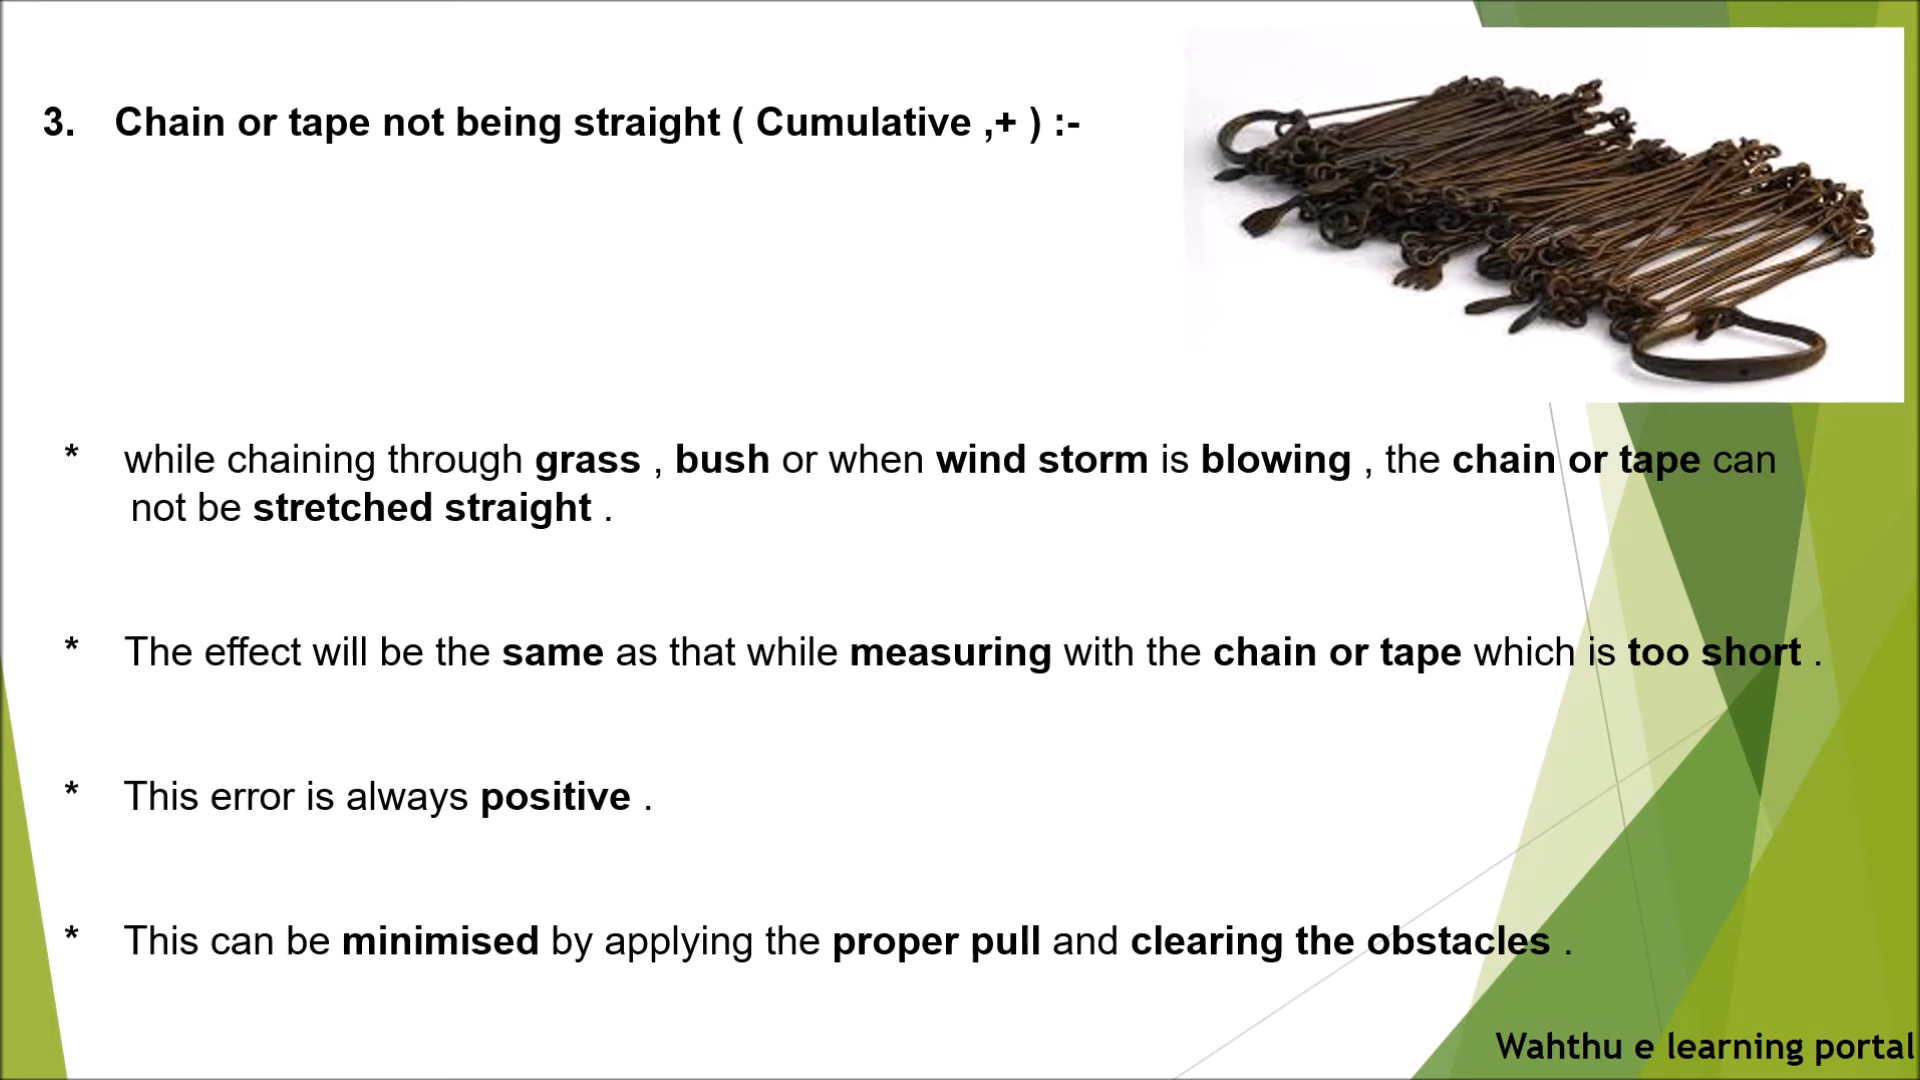 3. Chain or tape not being straight ( Cumulative ,+ ) :-
* while chaining through grass , bush or when wind storm is blowing , the chain or tape can
not be stretched straight .
* The effect will be the same as that while measuring with the chain or tape which is too short .
* This error is always positive .
* This can be minimised by applying the proper pull and clearing the obstacles .
Wahthu e learning portal